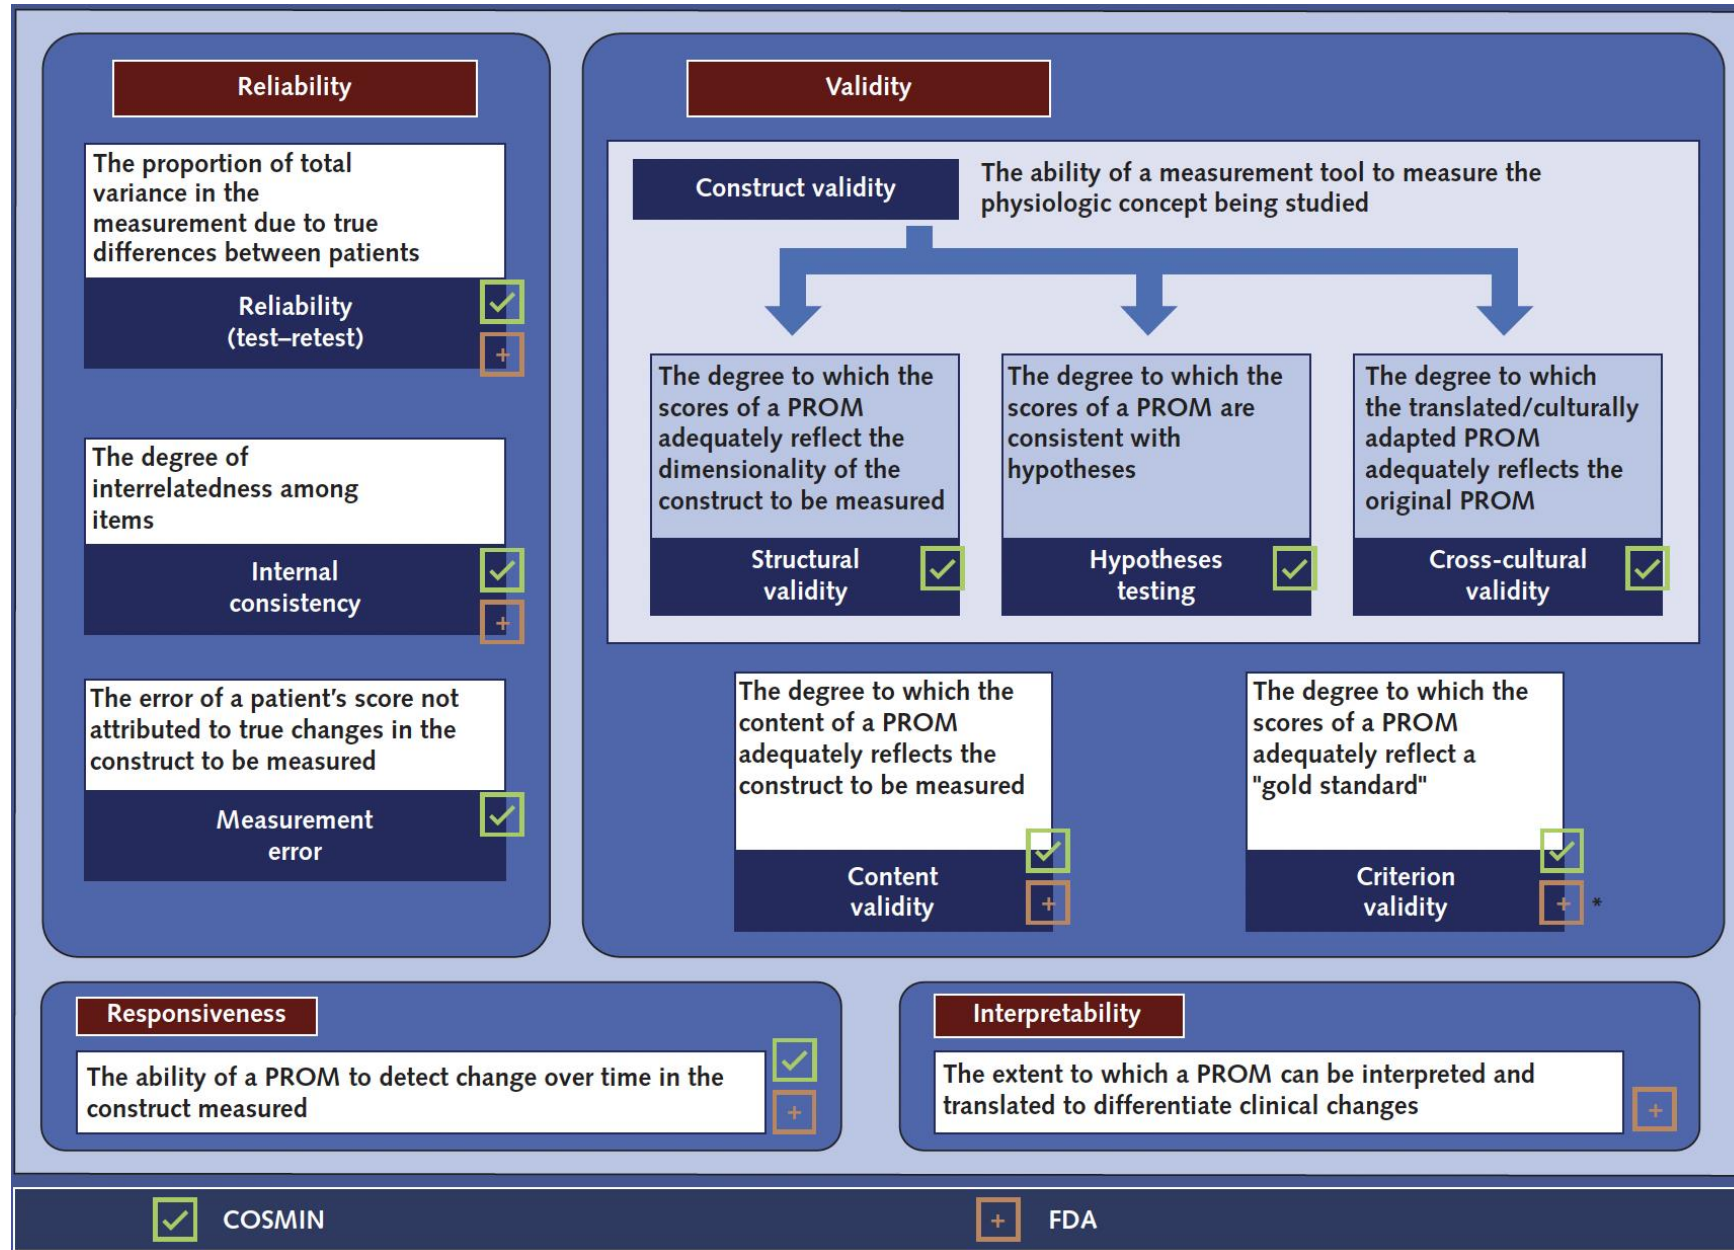 Reliability
The proportion of total
variance in the
measurement due to true
differences between patients
Reliability
(test–retest)
+
The degree of
interrelatedness among
items
Internal
consistency
+
The error of a patient’s score not
attributed to true changes in the
construct to be measured
Measurement
error
Validity
Construct validity
The ability of a measurement tool to measure the
physiologic concept being studied
The degree to which the
scores of a PROM
adequately reflect the
dimensionality of the
construct to be measured
Structural
validity
The degree to which the
scores of a PROM are
consistent with
hypotheses
Hypotheses
testing
The degree to which
the translated/culturally
adapted PROM
adequately reflects the
original PROM
Cross-cultural
validity
The degree to which the
content of a PROM
adequately reflects the
construct to be measured
Content
validity
+
The degree to which the
scores of a PROM
adequately reflect a
"gold standard"
Criterion
validity
+ *
Responsiveness
The ability of a PROM to detect change over time in the
construct measured
+
Interpretability
The extent to which a PROM can be interpreted and
translated to differentiate clinical changes
+
COSMIN
+ FDA